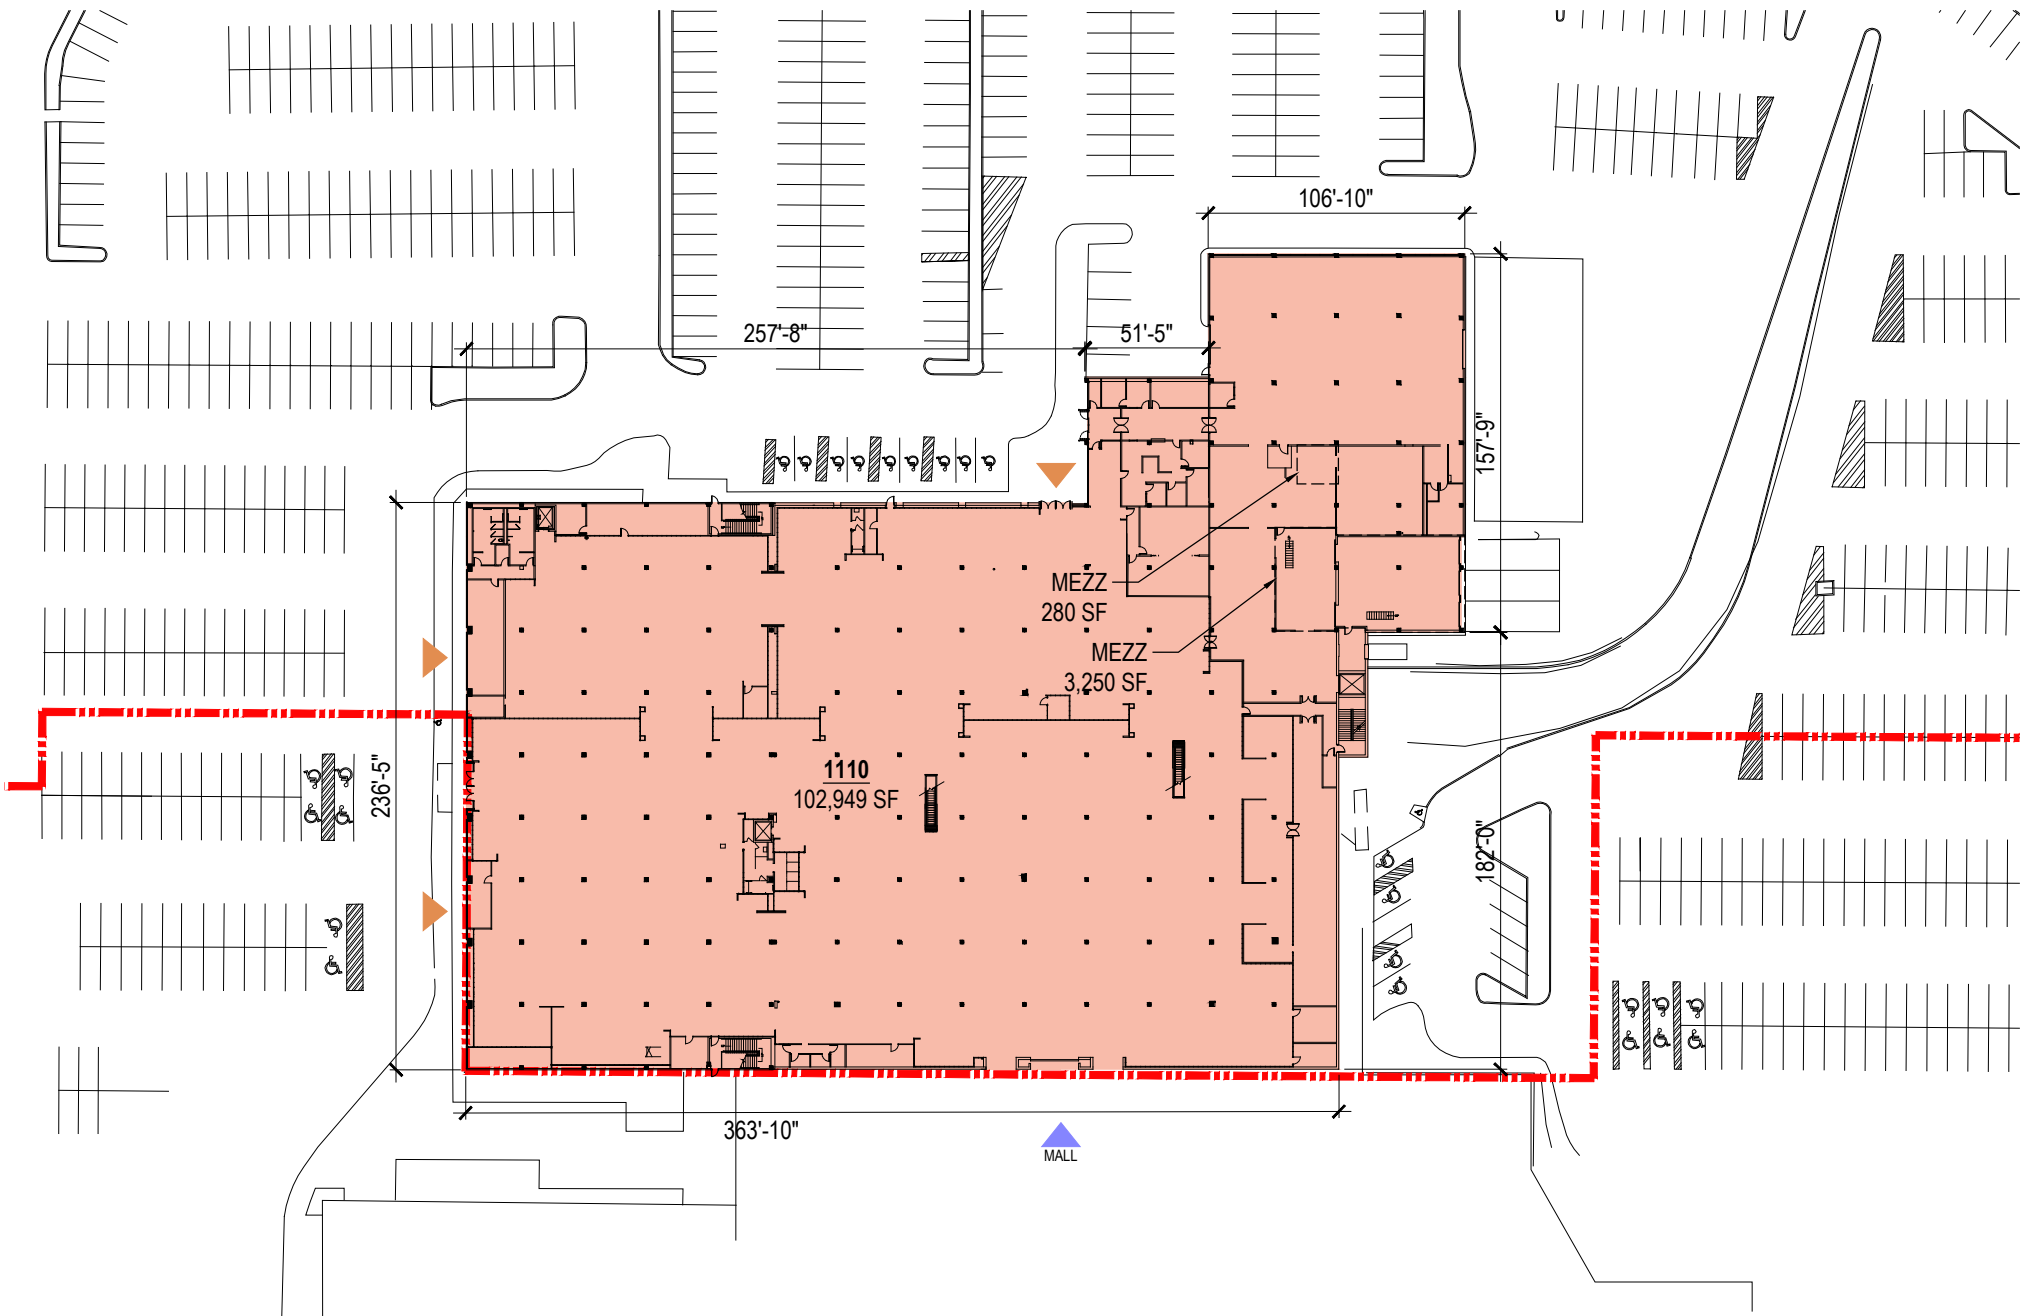 106'-10"
257'-8"
51'-5"
157'-9"
MEZZ
280 SF
MEZZ
3,250 SF
236'-5"
1110
102,949 SF
182'-0"
363'-10"
MALL